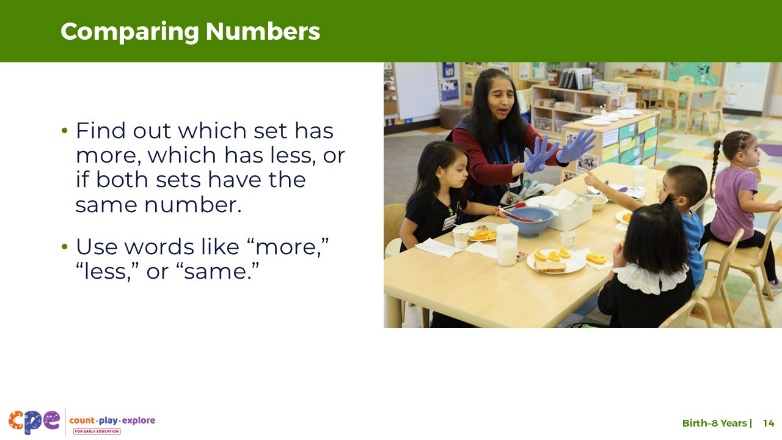 Comparing Numbers
• Find out which set has
more, which has less, or
if both sets have the
same number.
• Use words like “more,”
“less,” or “same.”
cpe
count·play·explore
FOR EARLY EDUCATION
Birth–8 Years | 14